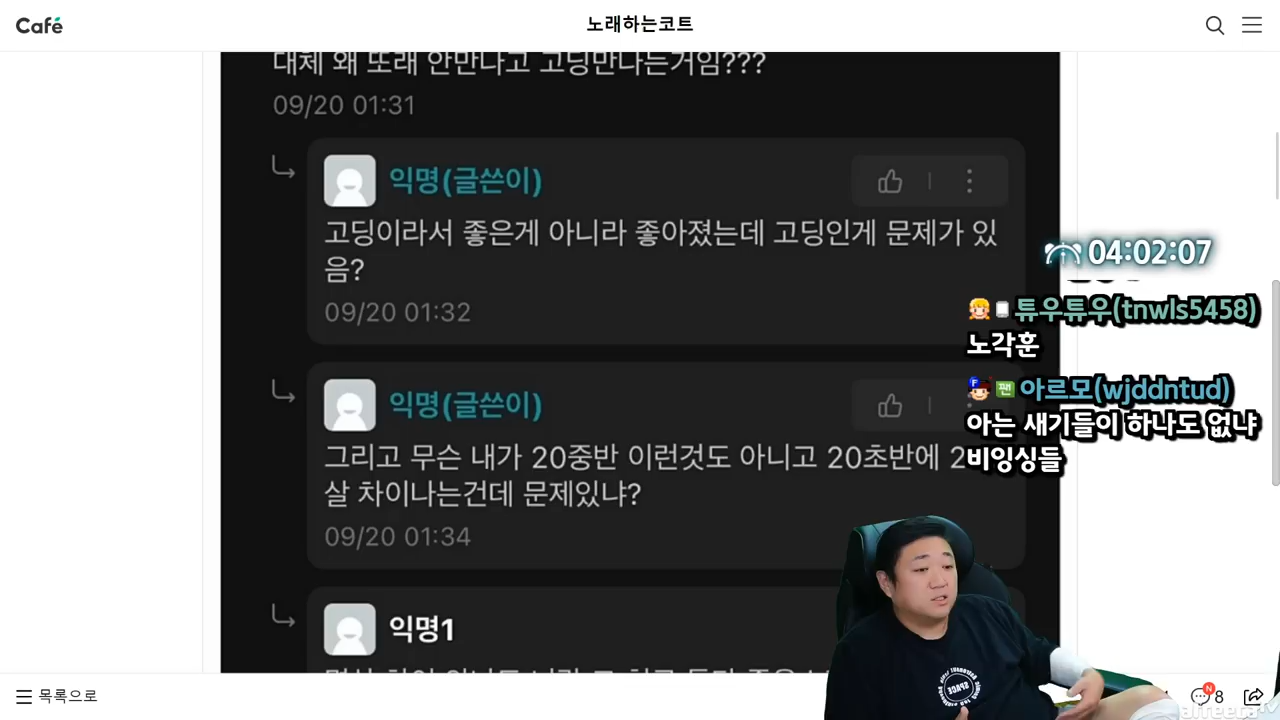 Café
노래하는코트
대체 왜 또래 안만나고 고딩만나는거임???
09/20 01:31
익명(글쓴이)
고딩이라서 좋은게 아니라 좋아졌는데 고딩인게 문제가 있
음?
09/20 01:32
익명(글쓴이)
그리고 무슨 내가 20중반 이런것도 아니고 20초반에 2
살 차이나는건데 문제있냐?
09/20 01:34
익명1
04:02:07
튜우튜우(tnwls5458)
노각훈
아르모(wjddntud)
아는 새기들이 하나도 없냐
비잉싱들
목록으로
N
8